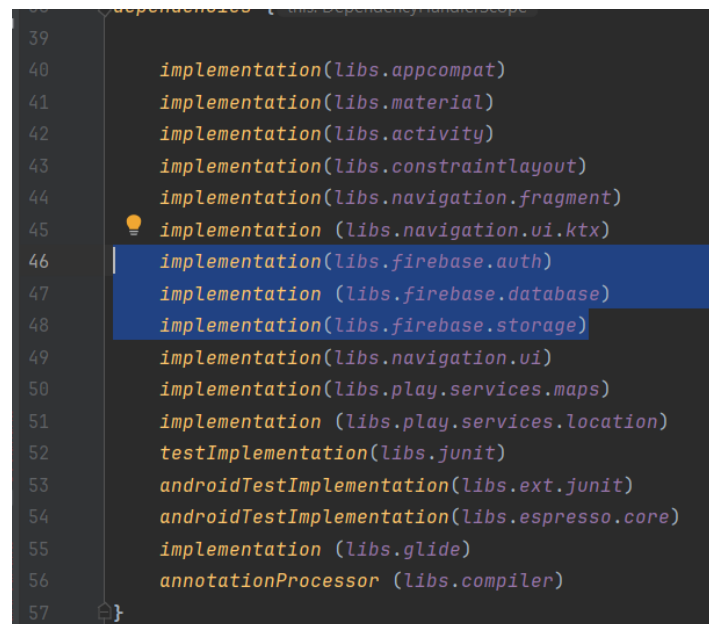 39
40 implementation(libs.appcompat)
41 implementation(libs.material)
42 implementation(libs.activity)
43 implementation(libs.constraintlayout)
44 implementation(libs.navigation.fragment)
45 implementation (libs.navigation.ui.ktx)
46 implementation(libs.firebase.auth)
47 implementation (libs.firebase.database)
48 implementation(libs.firebase.storage)
49 implementation(libs.navigation.ui)
50 implementation(libs.play.services.maps)
51 implementation (libs.play.services.location)
52 testImplementation(libs.junit)
53 androidTestImplementation(libs.ext.junit)
54 androidTestImplementation(libs.espresso.core)
55 implementation (libs.glide)
56 annotationProcessor (libs.compiler)
57 }